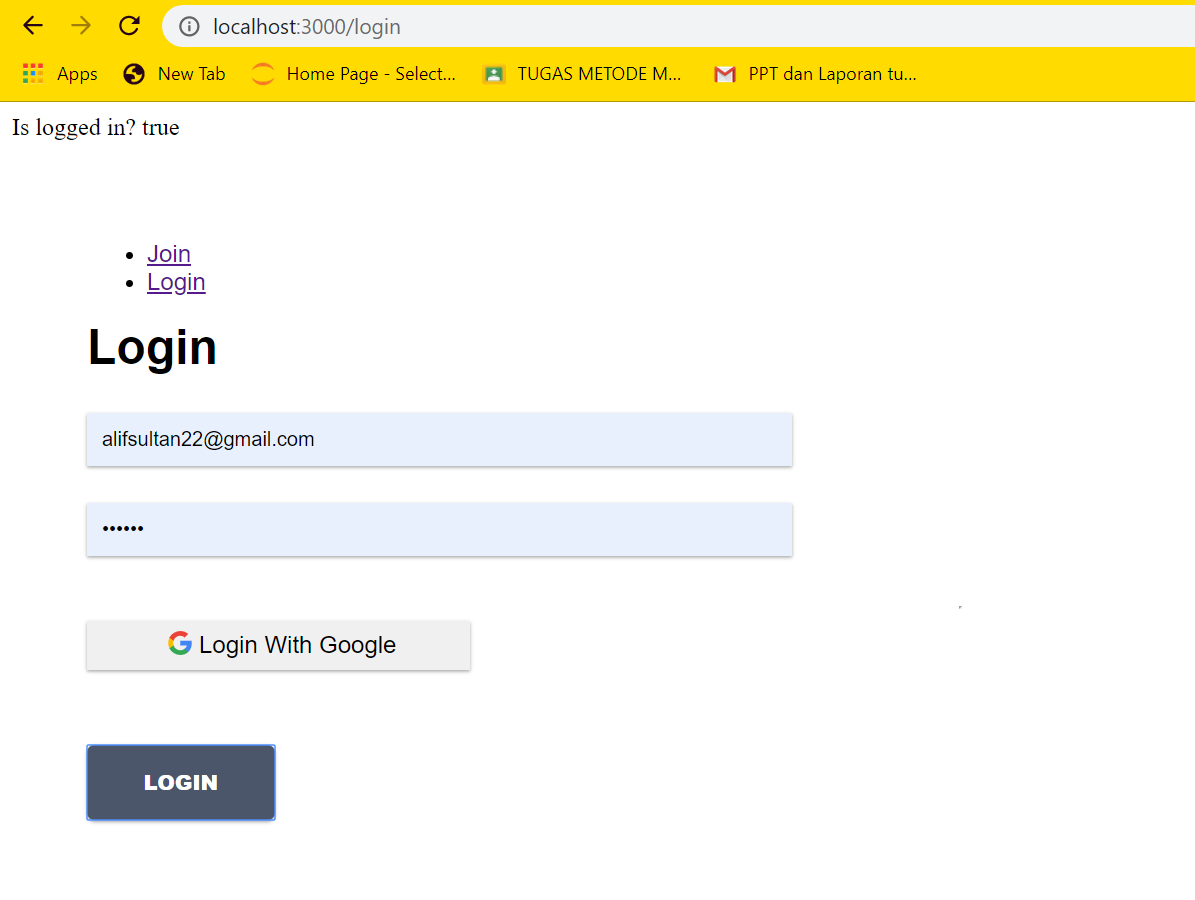 localhost:3000/login
Apps New Tab Home Page - Select... TUGAS METODE M... PPT dan Laporan tu...
Is logged in? true
Join
Login
Login
alifsultan22@gmail.com
••••••
Login With Google
LOGIN